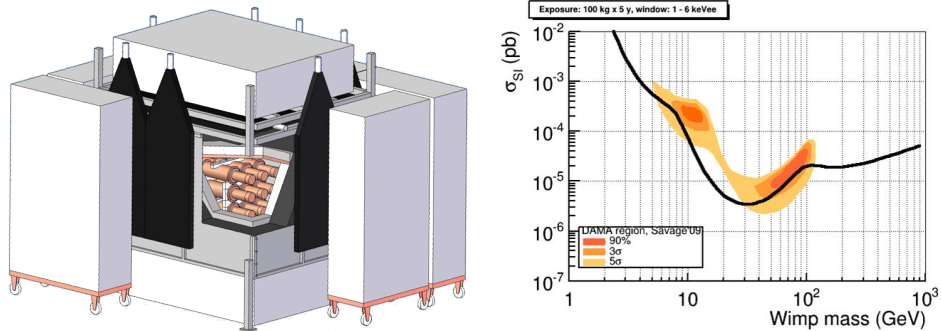 Exposure: 100 kg x 5 y, window: 1 - 6 keVee
σSI (pb)
10-2
10-3
10-4
10-5
10-6
10-7
DAMA region, Savage'09
90%
3σ
5σ
1
10
102
103
Wimp mass (GeV)